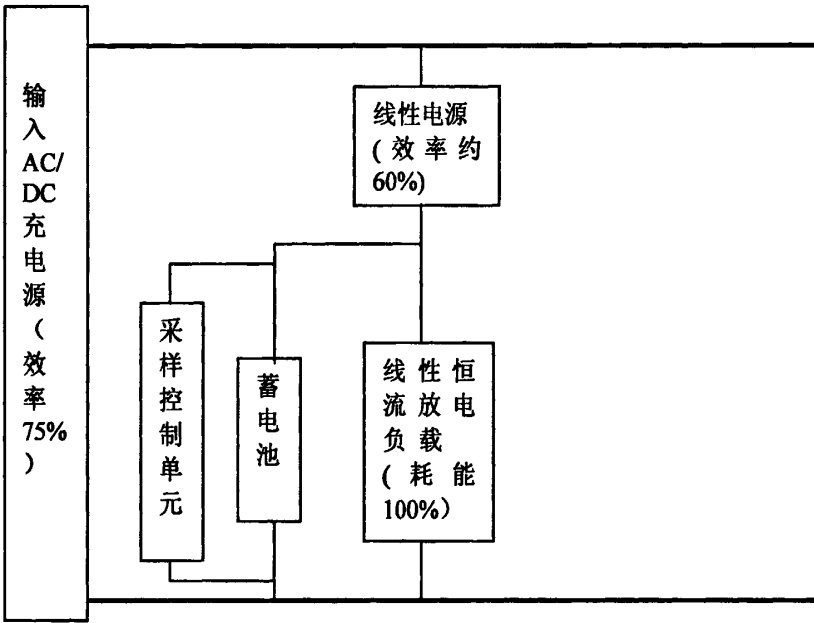 输
入
AC/
DC
充
电
源
（
效
率
75%
）
线性电源
(效率约
60%)
采
样
控
制
单
元
蓄
电
池
线性恒
流放电
负载
(耗能
100%）